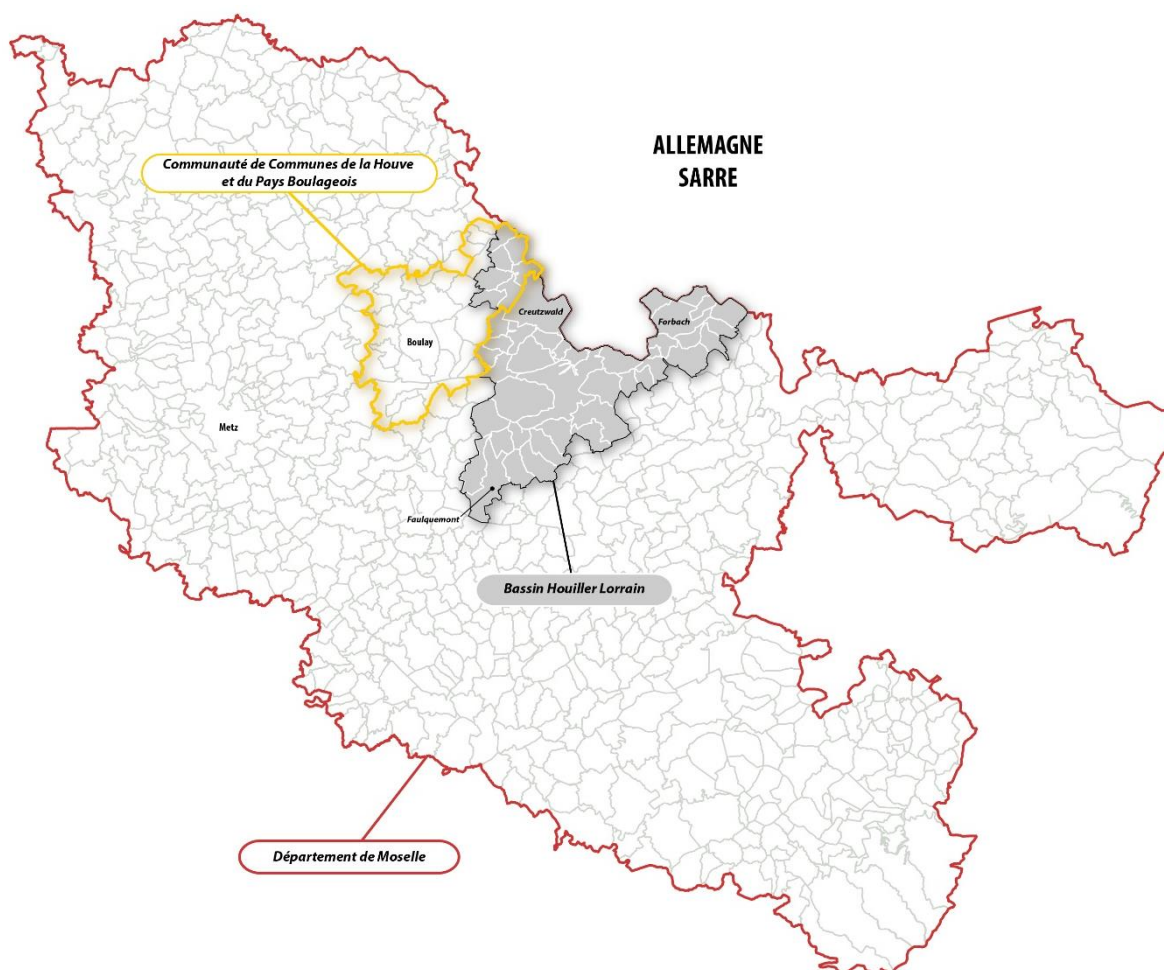 ALLEMAGNE
SARRE
Communauté de Communes de la Houve
et du Pays Boulageois
Creutzwald
Forbach
Boulay
Metz
Faulquemont
Bassin Houiller Lorrain
Département de Moselle